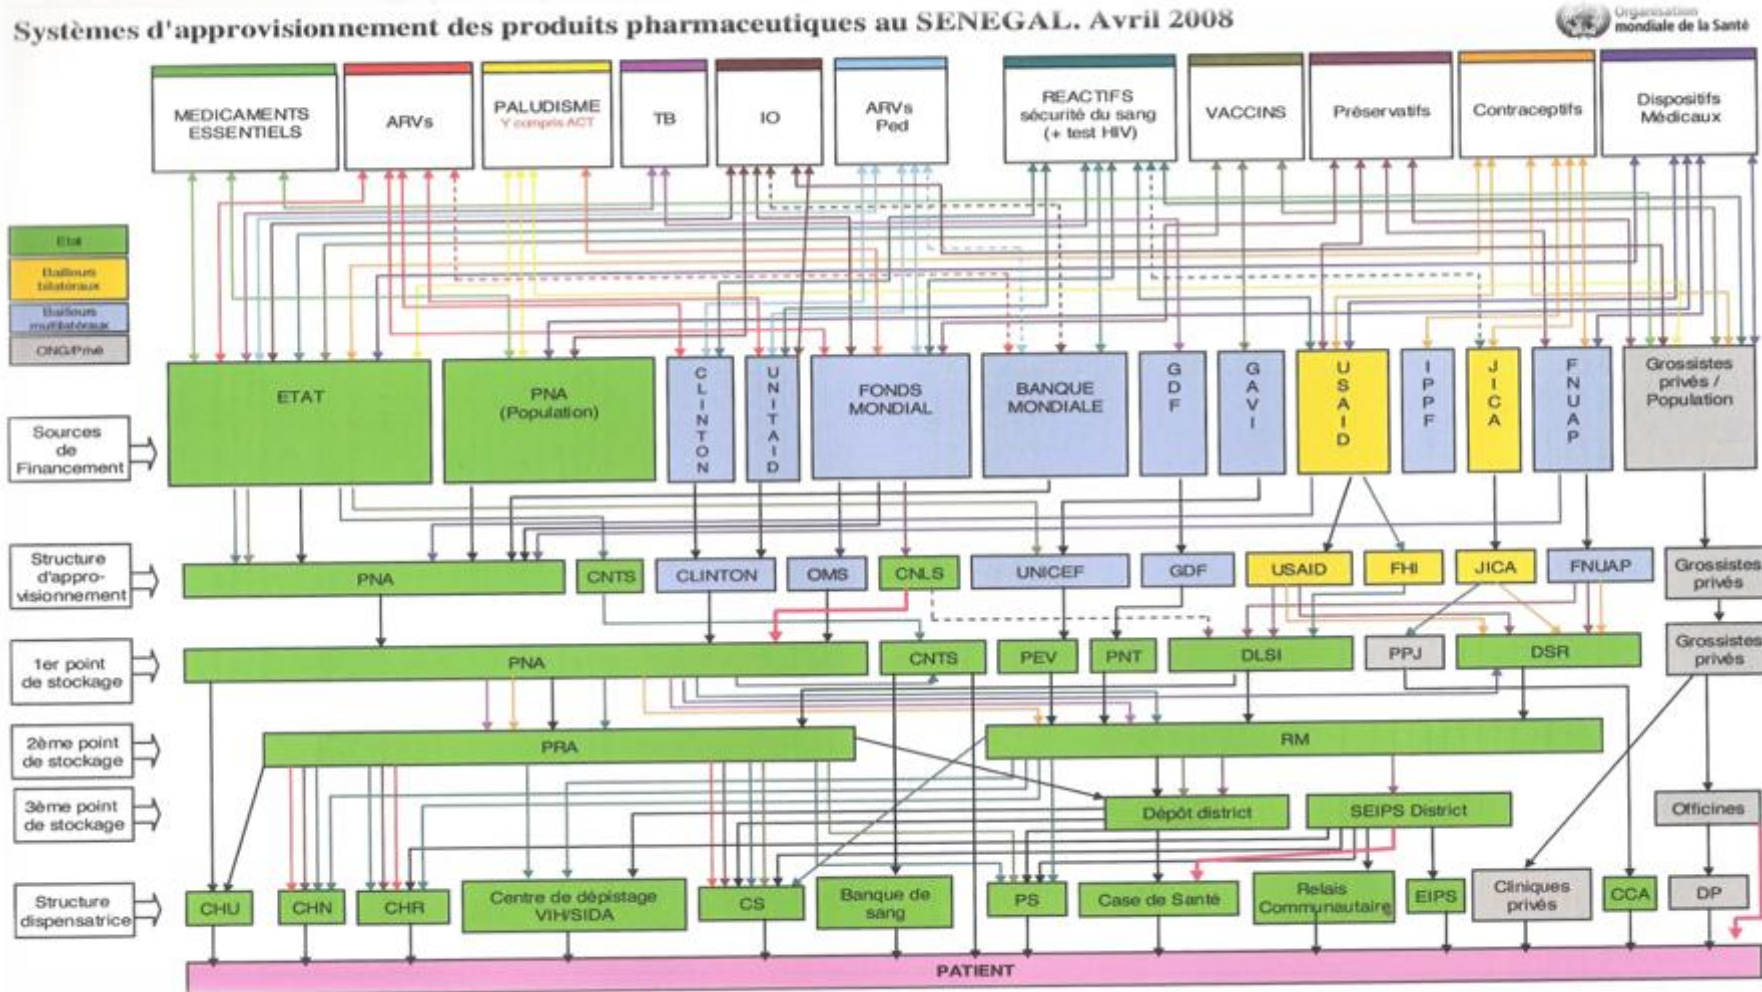 Systèmes d'approvisionnement des produits pharmaceutiques au SENEGAL. Avril 2008
Organisation
mondiale de la Santé
MEDICAMENTS
ESSENTIELS
ARVs
PALUDISME
Y compris ACT
TB
IO
ARVs
Ped
REACTIFS
sécurité du sang
(+ test HIV)
VACCINS
Préservatifs
Contraceptifs
Dispositifs
Médicaux
Etat
Bailleurs
bilatéraux
Bailleurs
multilatéraux
ONG/Privé
Sources
de
Financement
ETAT
PNA
(Population)
CLINTON
UNITAID
FONDS
MONDIAL
BANQUE
MONDIALE
GDF
GAVI
USAID
IPPF
JICA
FNUAP
Grossistes
privés /
Population
Structure
d'appro-
visionnement
PNA
CNTS
CLINTON
OMS
CNLS
UNICEF
GDF
USAID
FHI
JICA
FNUAP
Grossistes
privés
1er point
de stockage
PNA
CNTS
PEV
PNT
DLSI
PPJ
DSR
Grossistes
privés
2ème point
de stockage
PRA
RM
3ème point
de stockage
Dépôt district
SEIPS District
Officines
Structure
dispensatrice
CHU
CHN
CHR
Centre de dépistage
VIH/SIDA
CS
Banque de
sang
PS
Case de Santé
Relais
Communautaire
EIPS
Cliniques
privés
CCA
DP
PATIENT